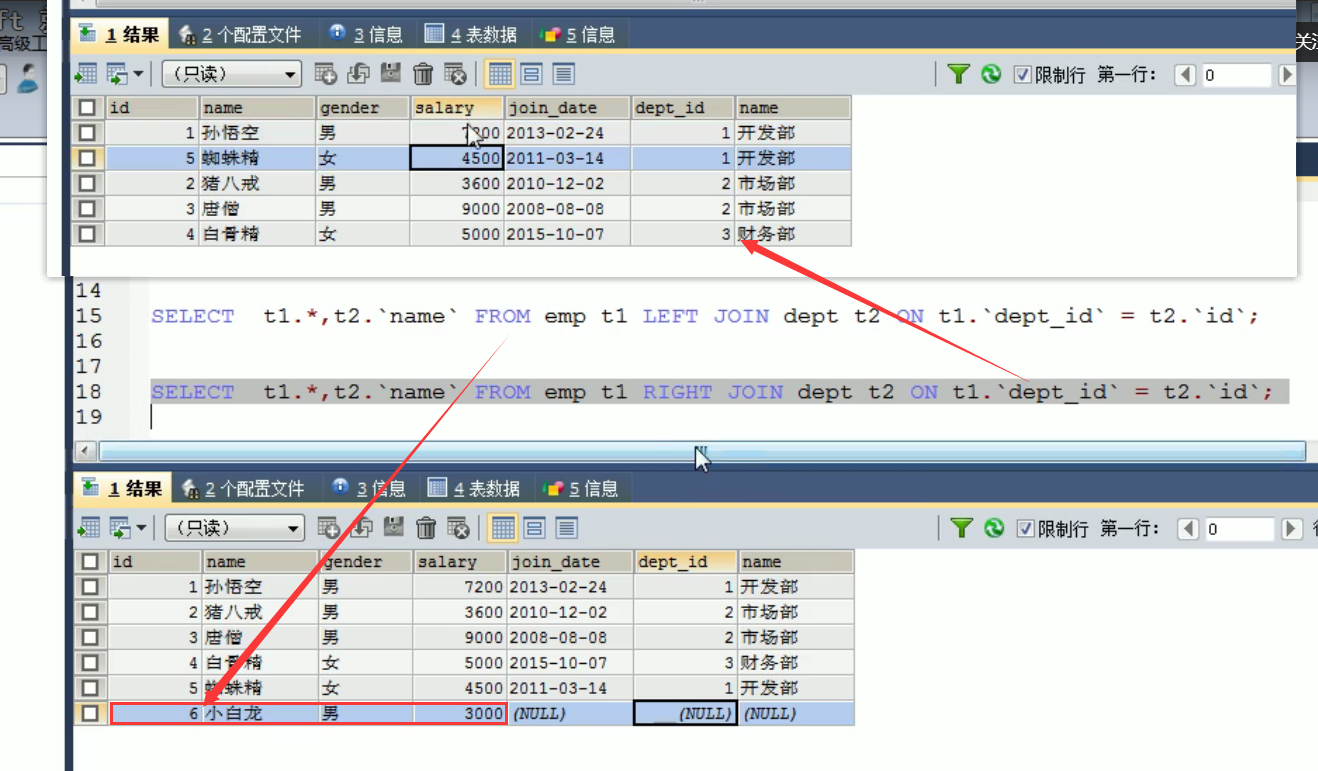 ft
高级工
关注
1 结果 2 个配置文件 3 信息 4 表数据 5 信息
(只读) 限制行 第一行: 0
id name gender salary join_date dept_id name
1 孙悟空 男 7200 2013-02-24 1 开发部
5 蜘蛛精 女 4500 2011-03-14 1 开发部
2 猪八戒 男 3600 2010-12-02 2 市场部
3 唐僧 男 9000 2008-08-08 2 市场部
4 白骨精 女 5000 2015-10-07 3 财务部
14
15 SELECT t1.*,t2.`name` FROM emp t1 LEFT JOIN dept t2 ON t1.`dept_id` = t2.`id`;
16
17
18 SELECT t1.*,t2.`name` FROM emp t1 RIGHT JOIN dept t2 ON t1.`dept_id` = t2.`id`;
19
1 结果 2 个配置文件 3 信息 4 表数据 5 信息
(只读) 限制行 第一行: 0
id name gender salary join_date dept_id name
1 孙悟空 男 7200 2013-02-24 1 开发部
2 猪八戒 男 3600 2010-12-02 2 市场部
3 唐僧 男 9000 2008-08-08 2 市场部
4 白骨精 女 5000 2015-10-07 3 财务部
5 蜘蛛精 女 4500 2011-03-14 1 开发部
6 小白龙 男 3000 (NULL) (NULL) (NULL)